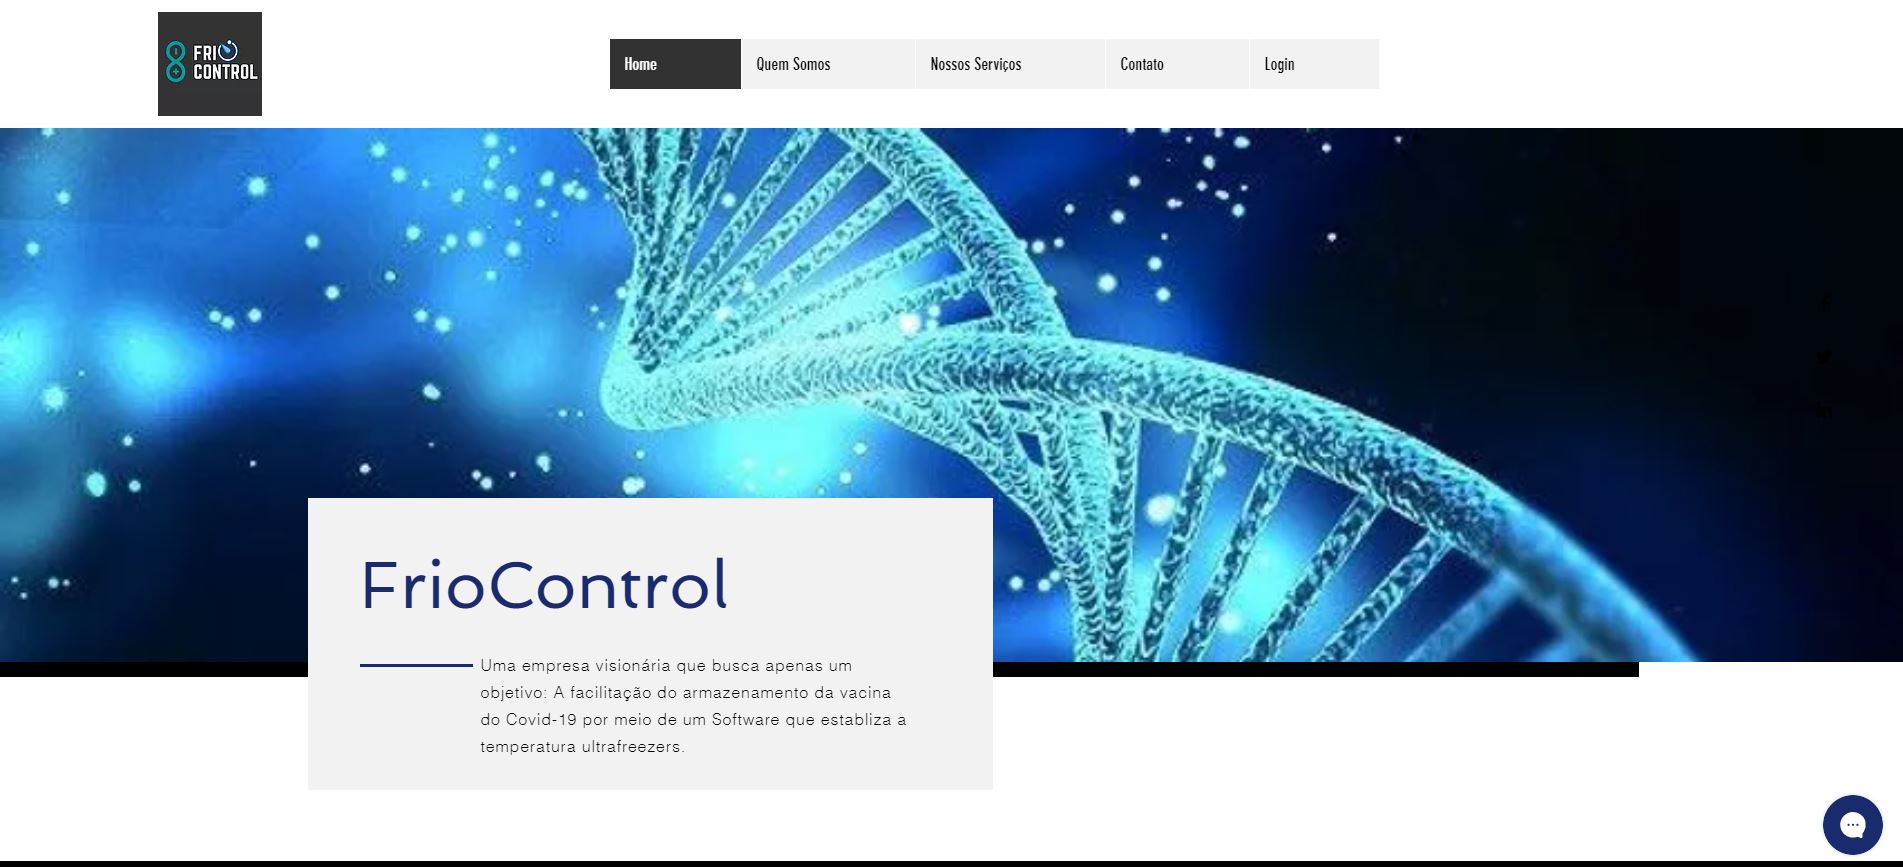 FRIO
CONTROL
Home
Quem Somos
Nossos Serviços
Contato
Login
FrioControl
Uma empresa visionária que busca apenas um
objetivo: A facilitação do armazenamento da vacina
do Covid-19 por meio de um Software que establiza a
temperatura ultrafreezers.